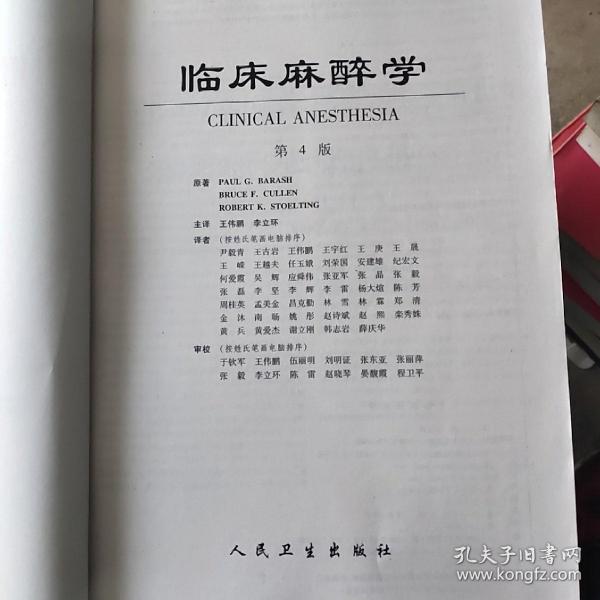 临床麻醉学
CLINICAL ANESTHESIA
第 4 版
原著 PAUL G. BARASH
BRUCE F. CULLEN
ROBERT K. STOELTING
主译 王伟鹏 李立环
译者 (按姓氏笔画电脑排序)
尹毅青 王古岩 王伟鹏 王宇红 王 庚 王 晟
王 嵘 王越夫 任玉娥 刘荣国 安建雄 纪宏文
何爱霞 吴 辉 应舜伟 张亚军 张 晶 张 毅
张 磊 李 坚 李 辉 李 雷 杨大煊 陈 芳
周桂英 孟美金 吕克勤 林 雪 林 霖 郑 清
金 沐 南 旸 姚 彤 赵诗斌 赵 熙 栾秀姝
黄 兵 黄爱杰 谢立刚 韩志岩 薛庆华
审校 (按姓氏笔画电脑排序)
于钦军 王伟鹏 伍丽明 刘明证 张东亚 张丽萍
张 毅 李立环 陈 雷 赵晓琴 晏馥霞 程卫平
人民卫生出版社
孔夫子旧书网
www.kongfz.com